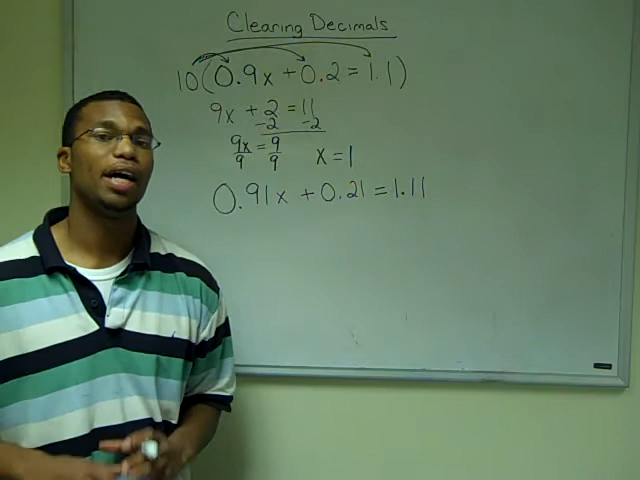 Clearing Decimals
10(0.9x + 0.2 = 1.1)
9x + 2 = 11
-2 -2
9x = 9
9 9 x = 1
0.91x + 0.21 = 1.11